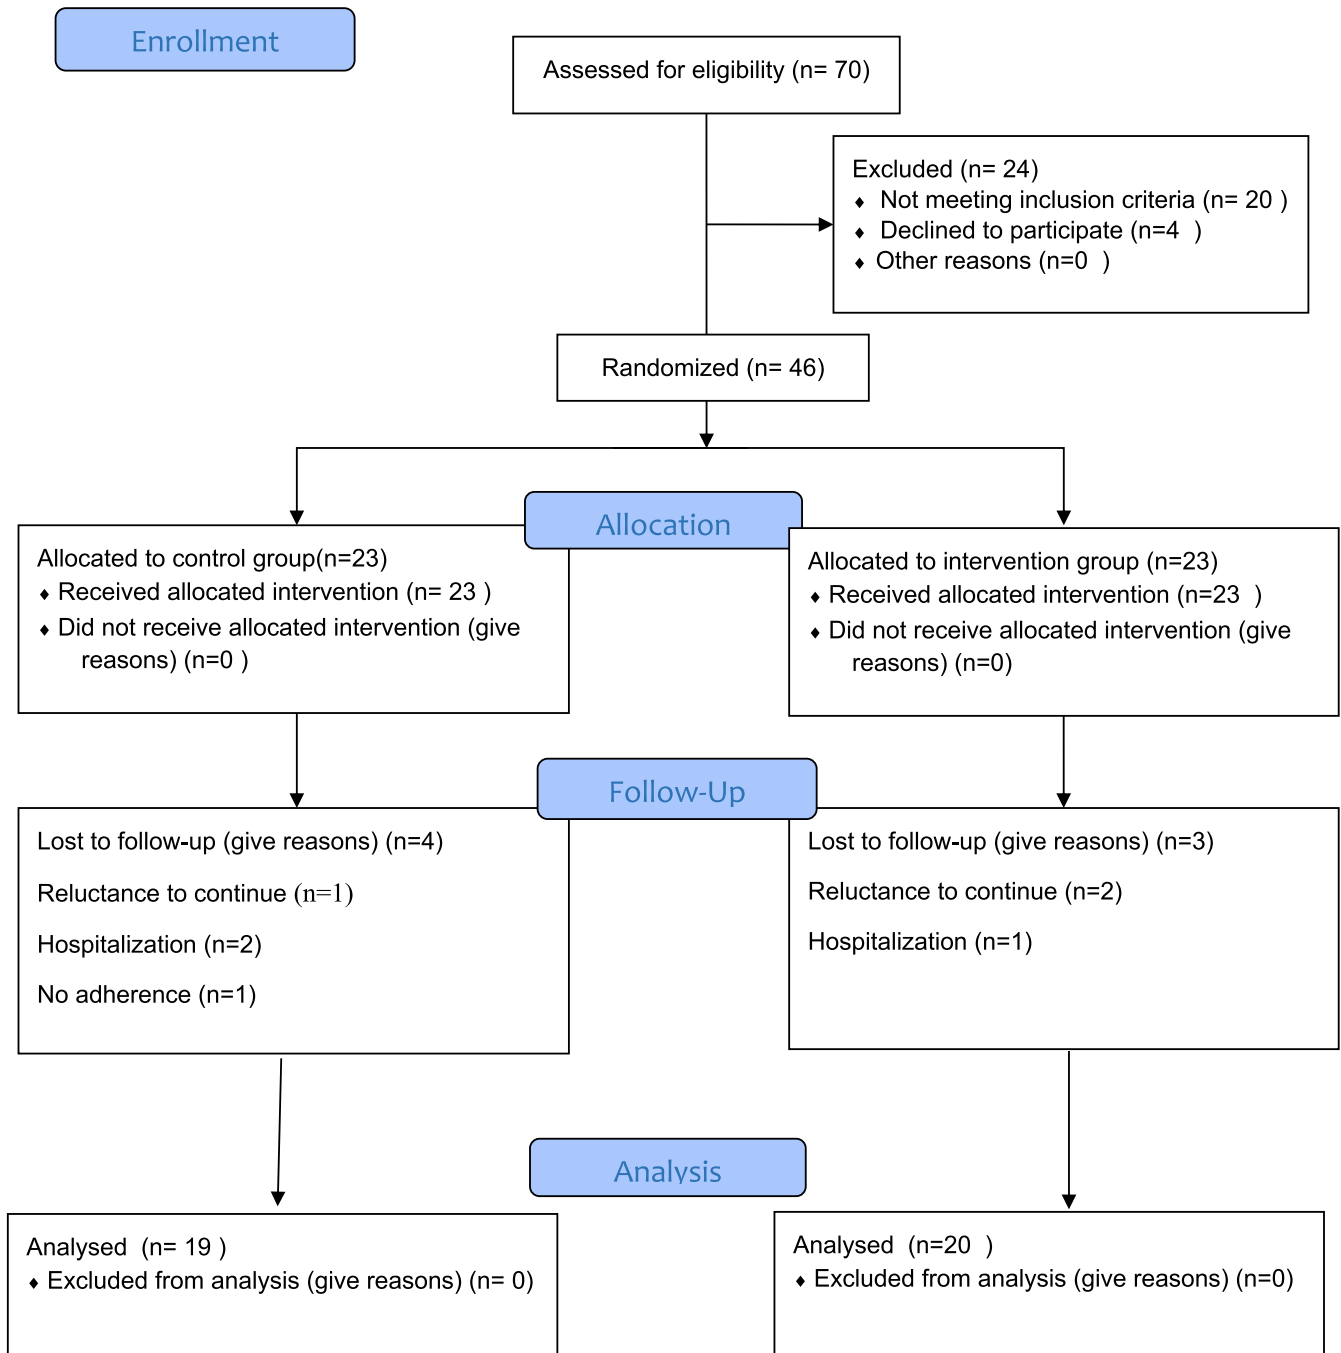 Enrollment
Assessed for eligibility (n= 70)
Excluded (n= 24)
♦ Not meeting inclusion criteria (n= 20 )
♦ Declined to participate (n=4 )
♦ Other reasons (n=0 )
Randomized (n= 46)
Allocation
Allocated to control group(n=23)
♦ Received allocated intervention (n= 23 )
♦ Did not receive allocated intervention (give
reasons) (n=0 )
Allocated to intervention group (n=23)
♦ Received allocated intervention (n=23 )
♦ Did not receive allocated intervention (give
reasons) (n=0)
Follow-Up
Lost to follow-up (give reasons) (n=4)
Reluctance to continue (n=1)
Hospitalization (n=2)
No adherence (n=1)
Lost to follow-up (give reasons) (n=3)
Reluctance to continue (n=2)
Hospitalization (n=1)
Analysis
Analysed (n= 19 )
♦ Excluded from analysis (give reasons) (n= 0)
Analysed (n=20 )
♦ Excluded from analysis (give reasons) (n=0)